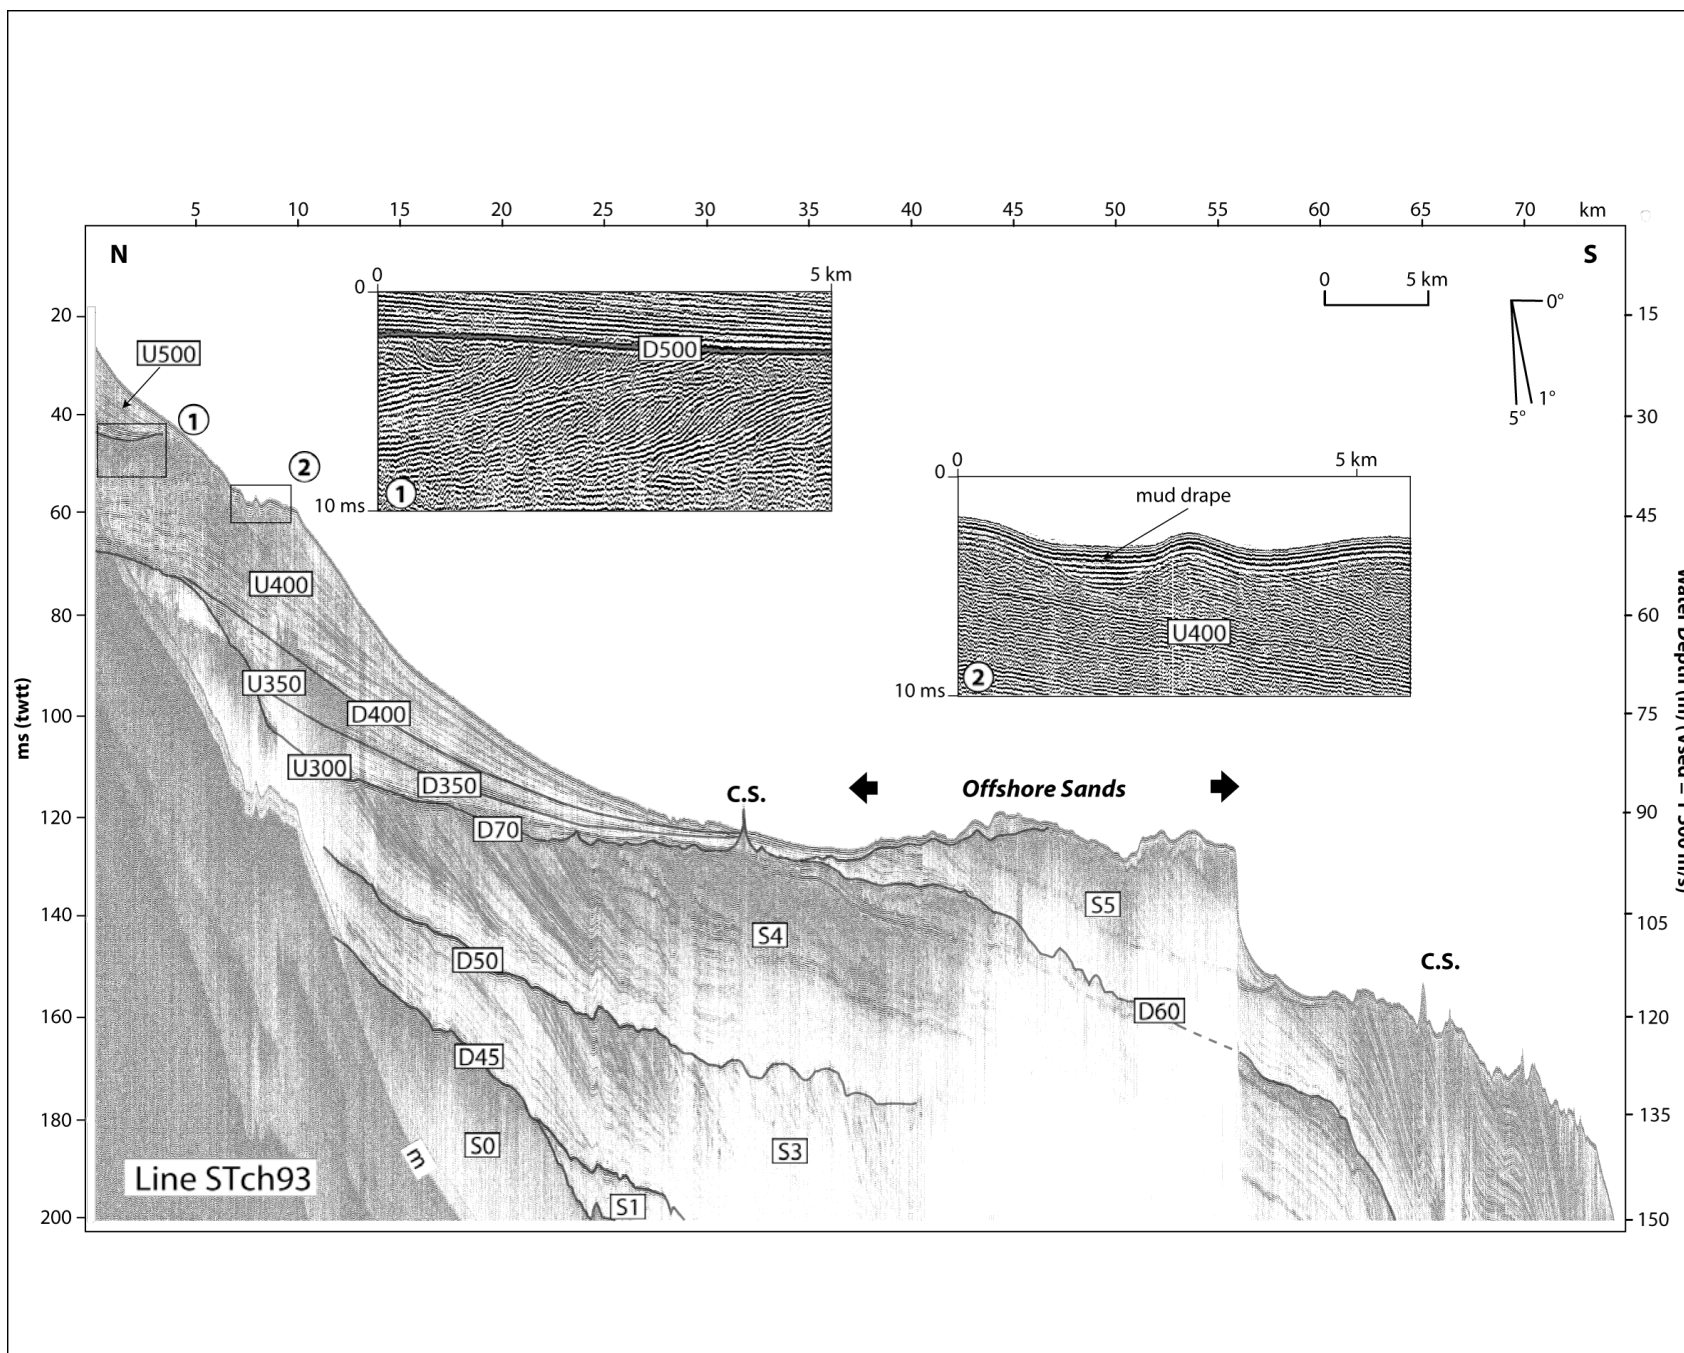 5 10 15 20 25 30 35 40 45 50 55 60 65 70 km
N
S
0 5 km
0
10 ms
D500
1
0 5 km
0°
1°
5°
20
40
60
80
100
120
140
160
180
200
ms (twtt)
15
30
45
60
75
90
105
120
135
150
U500
1
2
0 5 km
0
mud drape
U400
2
10 ms
U400
U350
D400
U300
D350
D70
C.S.
Offshore Sands
S5
S4
D50
D60
C.S.
D45
S0
S3
m
Line STch93
S1